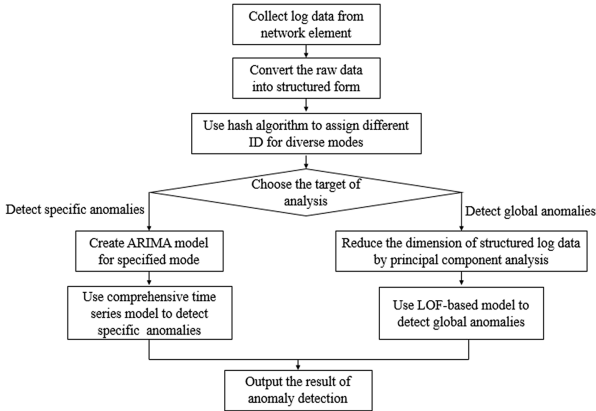 Collect log data from
network element
Convert the raw data
into structured form
Use hash algorithm to assign different
ID for diverse modes
Choose the target of
analysis
Detect specific anomalies
Detect global anomalies
Create ARIMA model
for specified mode
Reduce the dimension of structured log data
by principal component analysis
Use comprehensive time
series model to detect
specific anomalies
Use LOF-based model to
detect global anomalies
Output the result of
anomaly detection